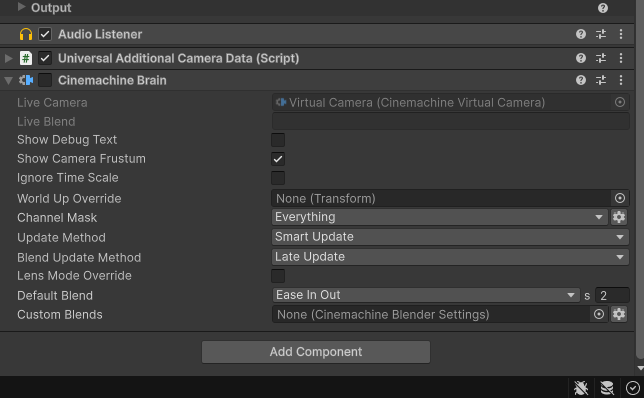 Output
Audio Listener
# Universal Additional Camera Data (Script)
Cinemachine Brain
Live Camera Virtual Camera (Cinemachine Virtual Camera)
Live Blend
Show Debug Text
Show Camera Frustum
Ignore Time Scale
World Up Override None (Transform)
Channel Mask Everything
Update Method Smart Update
Blend Update Method Late Update
Lens Mode Override
Default Blend Ease In Out s 2
Custom Blends None (Cinemachine Blender Settings)
Add Component